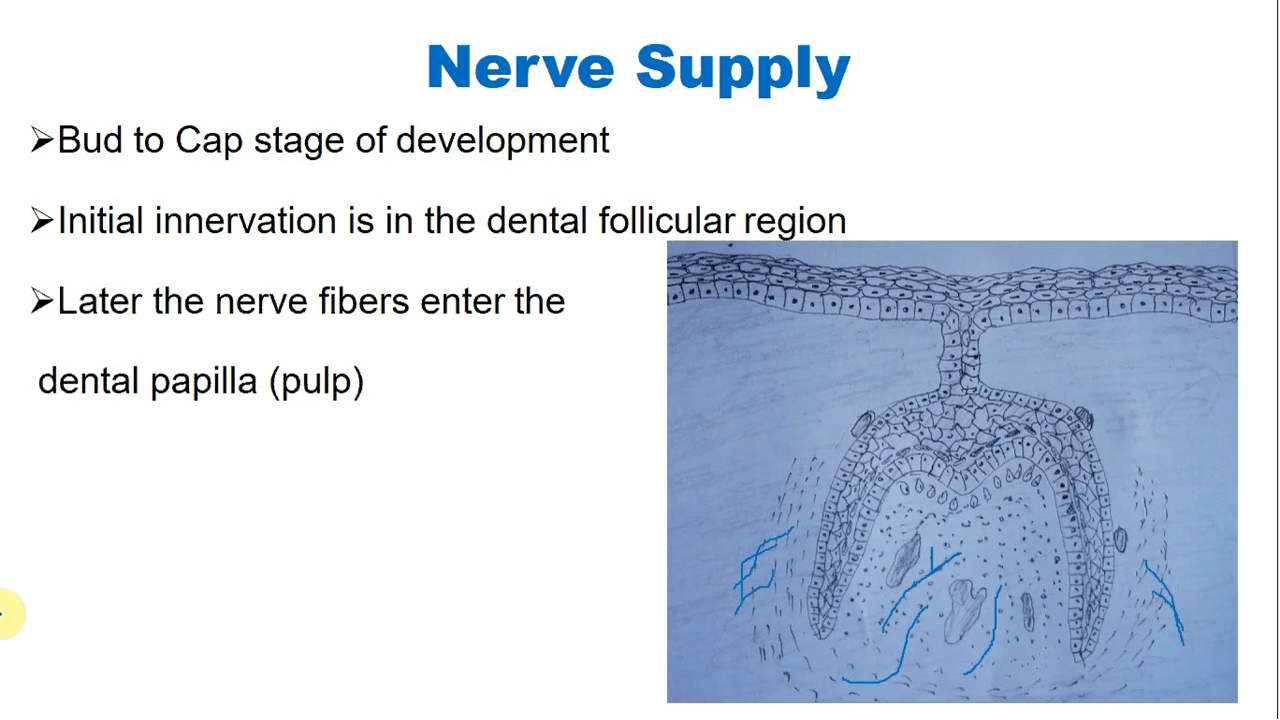 Nerve Supply
➢Bud to Cap stage of development
➢Initial innervation is in the dental follicular region
➢Later the nerve fibers enter the
dental papilla (pulp)